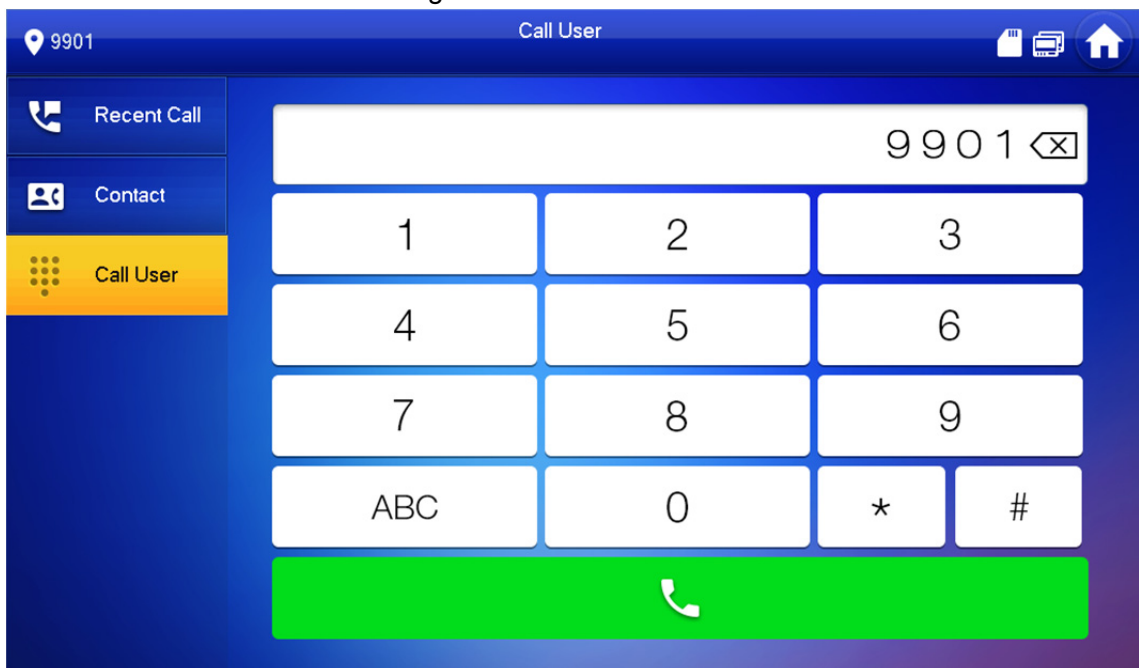 9901
Call User
Recent Call
Contact
Call User
9901
1 2 3
4 5 6
7 8 9
ABC 0 * #